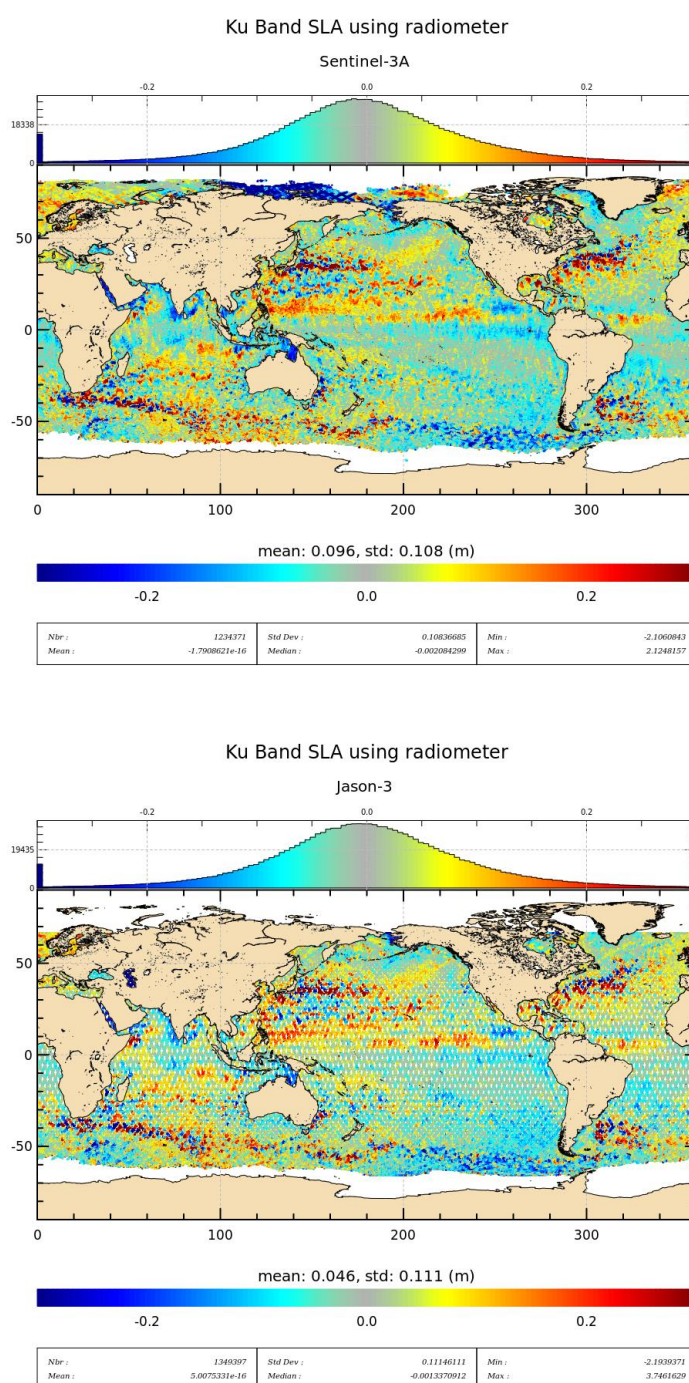 Ku Band SLA using radiometer
Sentinel-3A
-0.2 0.0 0.2
18338
0
50
0
-50
0 100 200 300
mean: 0.096, std: 0.108 (m)
-0.2 0.0 0.2
Nbr : 1234371 Std Dev : 0.10836685 Min : -2.1060843
Mean : -1.7908621e-16 Median : -0.002084299 Max : 2.1248157
Ku Band SLA using radiometer
Jason-3
-0.2 0.0 0.2
19435
0
50
0
-50
0 100 200 300
mean: 0.046, std: 0.111 (m)
-0.2 0.0 0.2
Nbr : 1349397 Std Dev : 0.11146111 Min : -2.1939371
Mean : 5.0075331e-16 Median : -0.0013370912 Max : 3.7461629